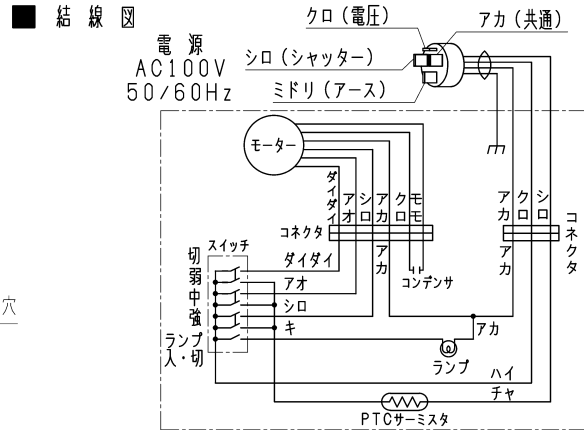 ■ 結線図
電源
AC100V
50/60Hz
クロ（電圧）
アカ（共通）
シロ（シャッター）
ミドリ（アース）
モーター
ダイダイ
アオ
シロ
アカ
クロ
モモ
アカ
クロ
シロ
コネクタ
コネクタ
アカ
アカ
コンデンサ
スイッチ
切
弱
中
強
ランプ
入・切
ダイダイ
アオ
シロ
キ
アカ
ランプ
ハイ
チャ
PTCサーミスタ
穴